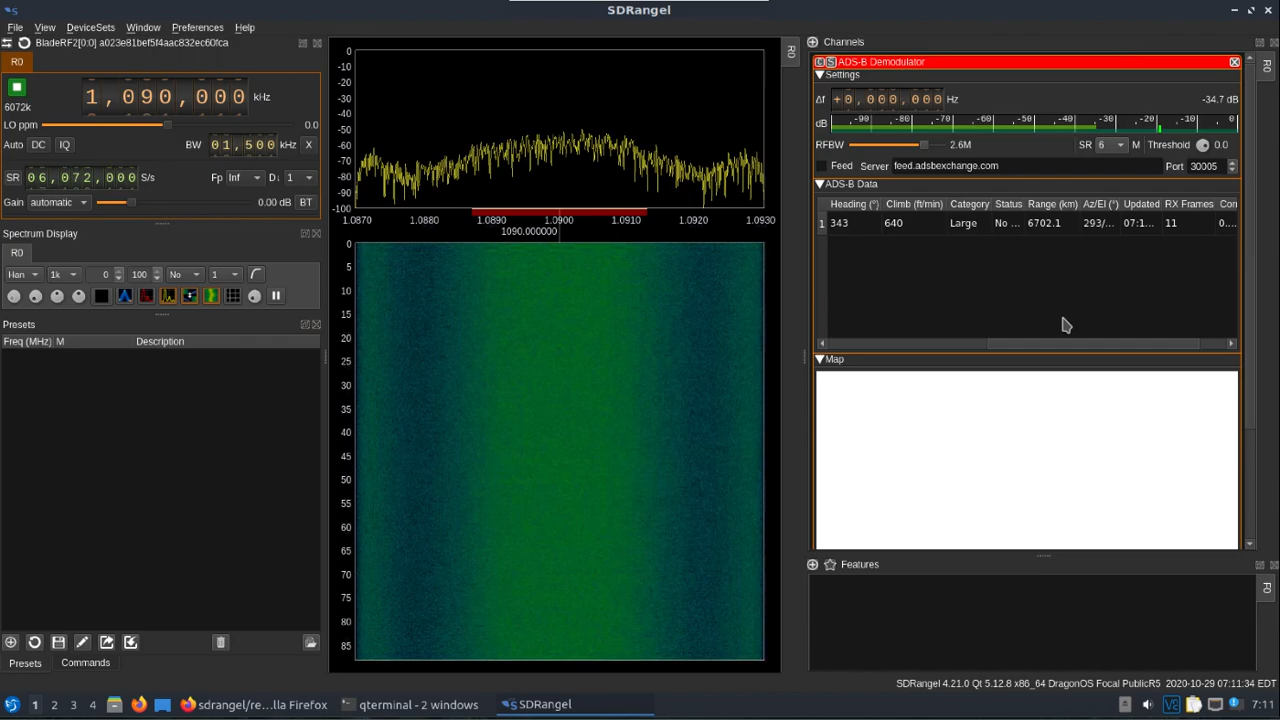 SDRangel
File View DeviceSets Window Preferences Help
BladeRF2[0:0] a023e81bef5f4aac832ec60fca
R0
1,090,000 kHz
6072k
LO ppm 0.0
Auto DC IQ BW 01,500 kHz X
SR 06,072,000 S/s Fp Inf D: 1
Gain automatic 0.00 dB BT
Spectrum Display
R0
Han 1k 0 100 No 1
Presets
Freq (MHz) M Description
Presets Commands
R0
0
-10
-20
-30
-40
-50
-60
-70
-80
-90
-100
1.0870 1.0880 1.0890 1.0900 1.0910 1.0920 1.0930
1090.000000
0
5
10
15
20
25
30
35
40
45
50
55
60
65
70
75
80
85
Channels
R0
C S ADS-B Demodulator
Settings
Δf +0,000,000 Hz -34.7 dB
dB -90 -80 -70 -60 -50 -40 -30 -20 -10 0
RFBW 2.6M SR 6 M Threshold 0.0
Feed Server feed.adsbexchange.com Port 30005
ADS-B Data
Heading (°) Climb (ft/min) Category Status Range (km) Az/El (°) Updated RX Frames Corr
1 343 640 Large No ... 6702.1 293/... 07:1... 11 0....
Map
Features
R0
SDRangel 4.21.0 Qt 5.12.8 x86_64 DragonOS Focal PublicR5 2020-10-29 07:11:34 EDT
1 2 3 4 sdrangel/re...lla Firefox qterminal - 2 windows SDRangel 7:11